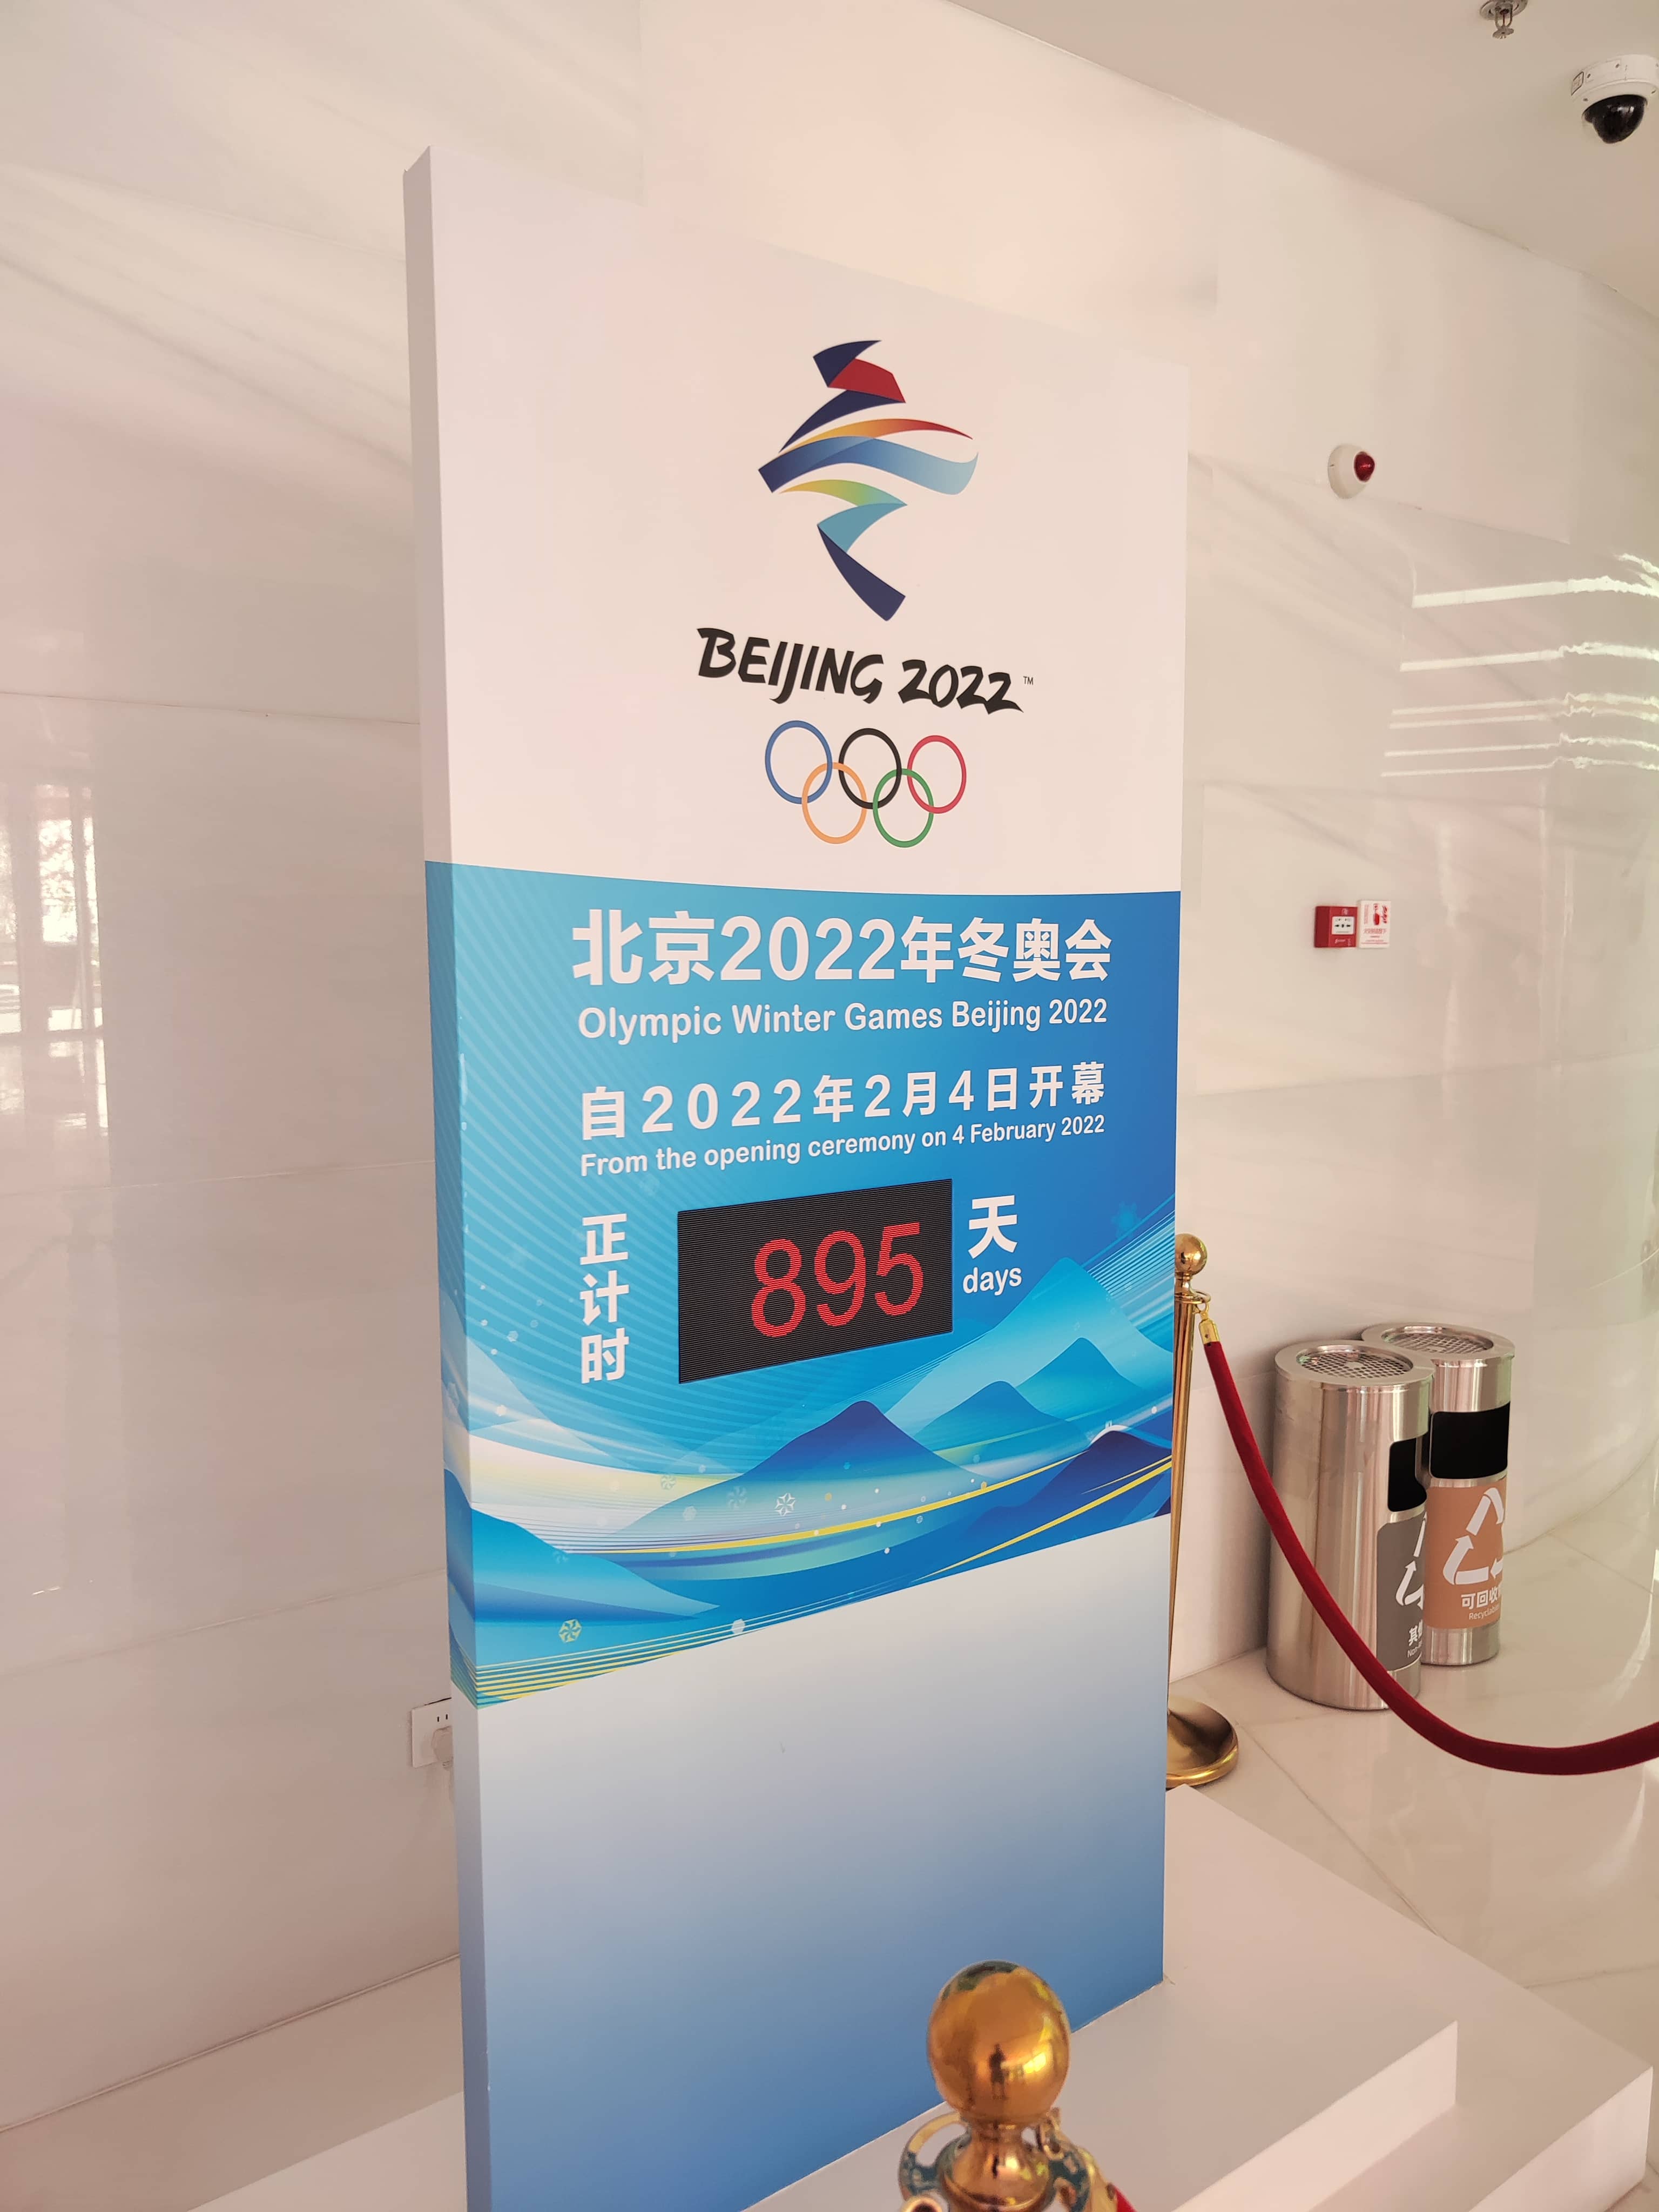 BEIJING 2022™
北京2022年冬奥会
Olympic Winter Games Beijing 2022
自2022年2月4日开幕
From the opening ceremony on 4 February 2022
正计时
895
天
days
可回收
Recyclable
其